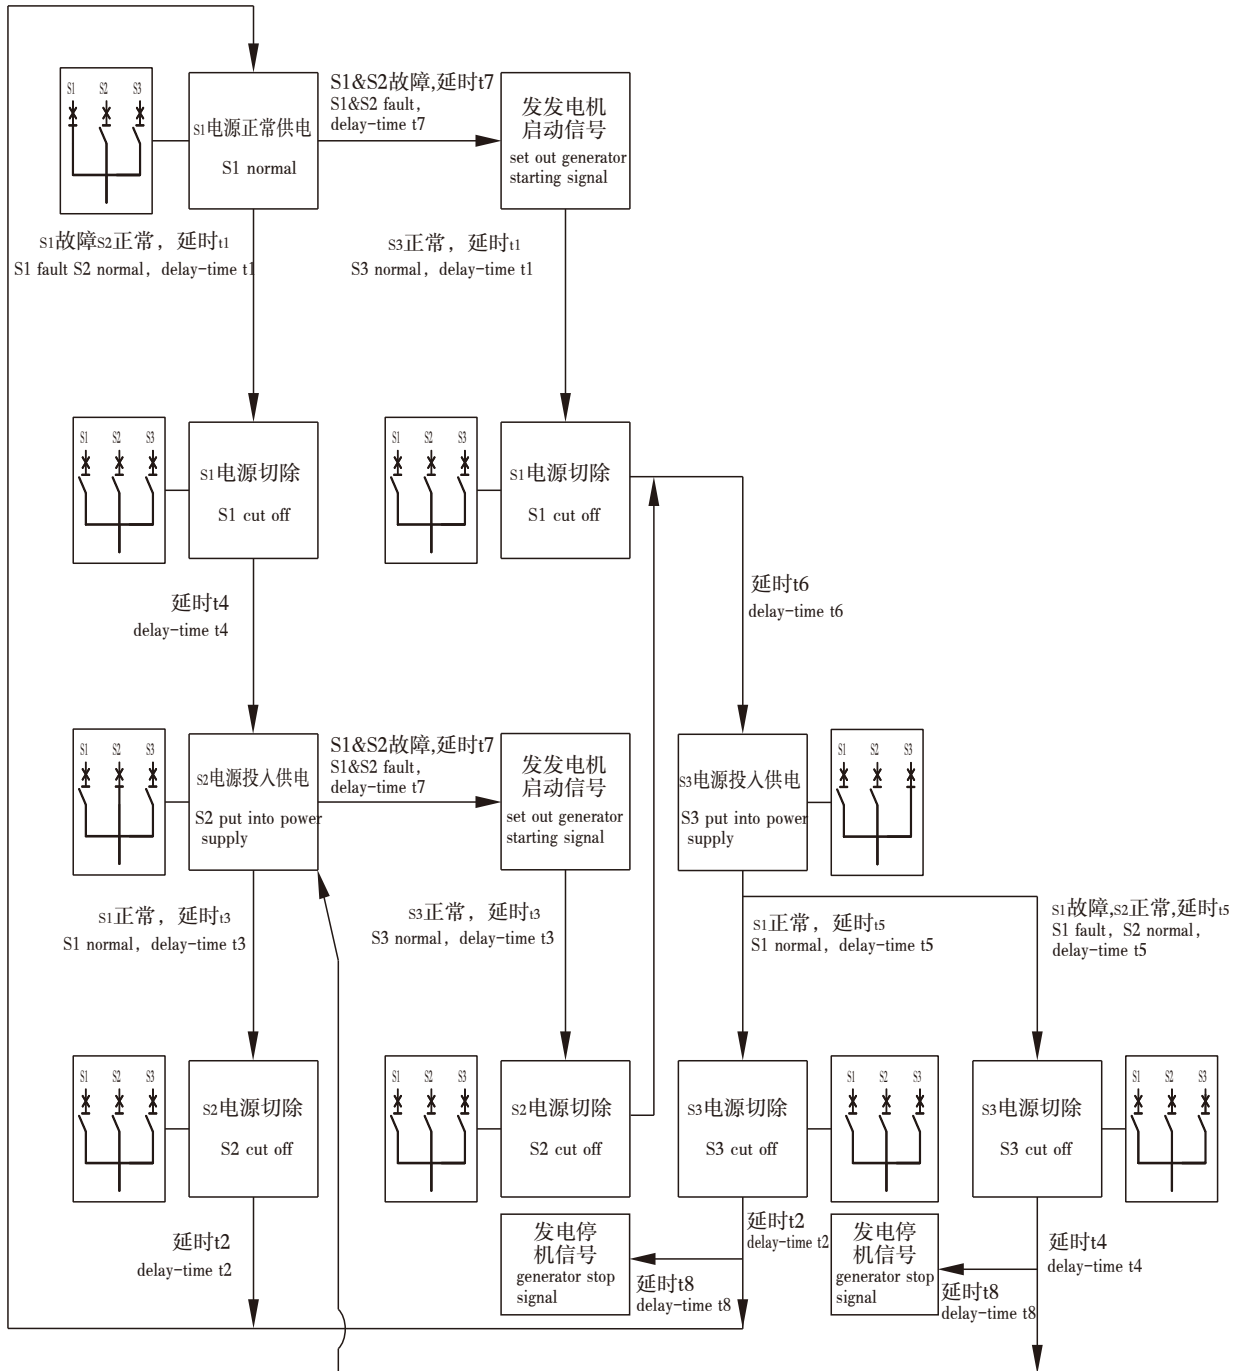 S1
S2
S3
S1电源正常供电
S1 normal
S1&S2故障,延时t7
S1&S2 fault,
delay-time t7
发发电机
启动信号
set out generator
starting signal
S1故障S2正常，延时t1
S1 fault S2 normal, delay-time t1
S3正常，延时t1
S3 normal, delay-time t1
S1
S2
S3
S1电源切除
S1 cut off
S1
S2
S3
S1电源切除
S1 cut off
延时t4
delay-time t4
延时t6
delay-time t6
S1
S2
S3
S2电源投入供电
S2 put into power
supply
S1&S2故障,延时t7
S1&S2 fault,
delay-time t7
发发电机
启动信号
set out generator
starting signal
S3电源投入供电
S3 put into power
supply
S1
S2
S3
S1正常，延时t3
S1 normal, delay-time t3
S3正常，延时t3
S3 normal, delay-time t3
S1正常，延时t5
S1 normal, delay-time t5
S1故障,S2正常,延时t5
S1 fault, S2 normal,
delay-time t5
S1
S2
S3
S2电源切除
S2 cut off
S1
S2
S3
S2电源切除
S2 cut off
S3电源切除
S3 cut off
S1
S2
S3
S3电源切除
S3 cut off
S1
S2
S3
延时t2
delay-time t2
发电停
机信号
generator stop
signal
延时t2
delay-time t2
延时t8
delay-time t8
发电停
机信号
generator stop
signal
延时t4
delay-time t4
延时t8
delay-time t8